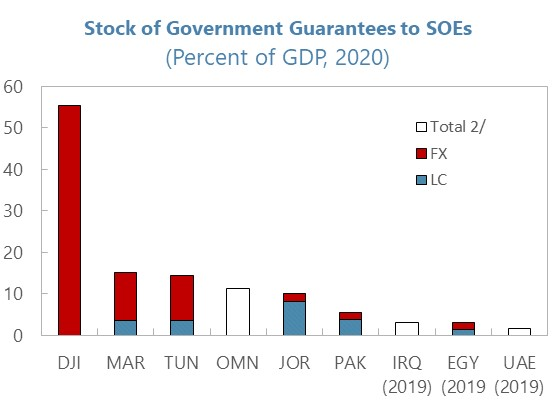 Stock of Government Guarantees to SOEs
(Percent of GDP, 2020)
60
50
40
30
20
10
0
Total 2/
FX
LC
DJI MAR TUN OMN JOR PAK IRQ EGY UAE
(2019) (2019 (2019)